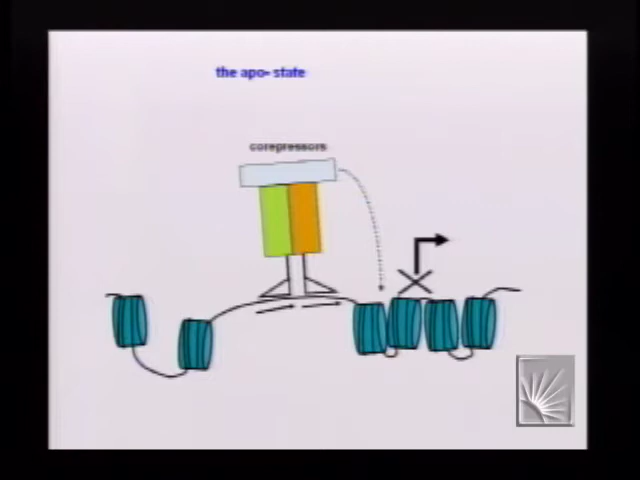 the apo- state
corepressors